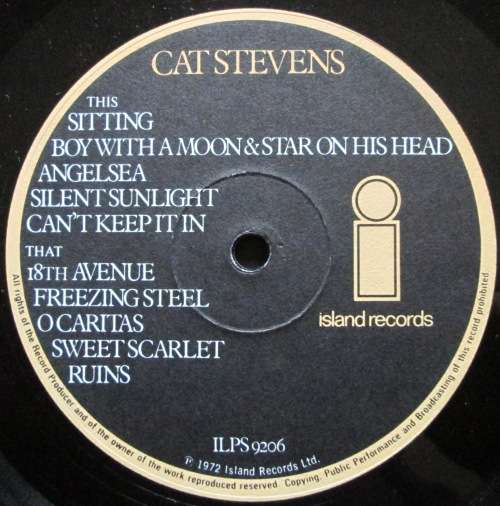 CAT STEVENS
THIS
SITTING
BOY WITH A MOON & STAR ON HIS HEAD
ANGELSEA
SILENT SUNLIGHT
CAN'T KEEP IT IN
THAT
18TH AVENUE
FREEZING STEEL
O CARITAS
SWEET SCARLET
RUINS
i
island records
ILPS 9206
℗ 1972 Island Records Ltd.
All rights of the Record Producer and of the owner of the work reproduced reserved. Copying, Public Performance and Broadcasting of this record prohibited.